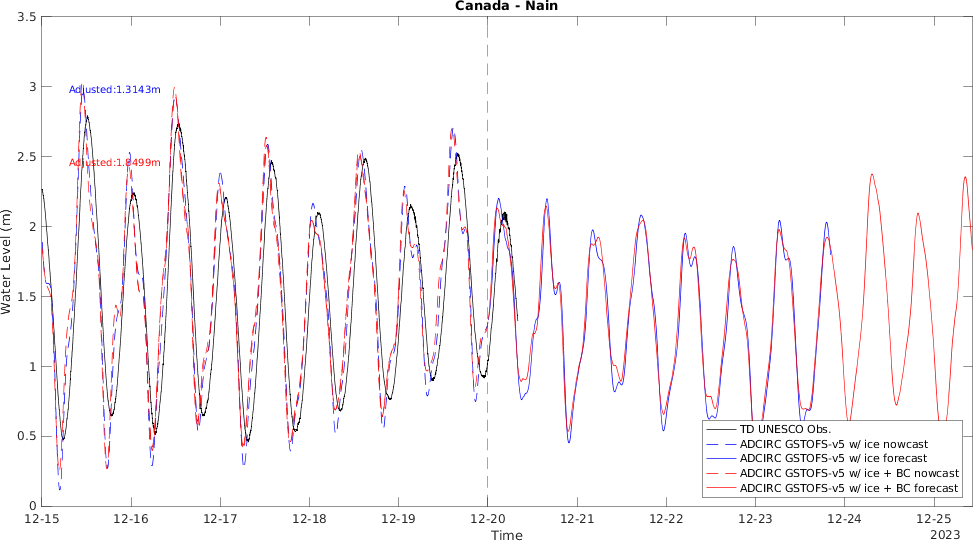 Canada - Nain
3.5
3
2.5
2
1.5
1
0.5
0
Water Level (m)
Adjusted:1.3143m
Adjusted:1.8499m
TD UNESCO Obs.
ADCIRC GSTOFS-v5 w/ ice nowcast
ADCIRC GSTOFS-v5 w/ ice forecast
ADCIRC GSTOFS-v5 w/ ice + BC nowcast
ADCIRC GSTOFS-v5 w/ ice + BC forecast
12-15 12-16 12-17 12-18 12-19 12-20 12-21 12-22 12-23 12-24 12-25
Time
2023